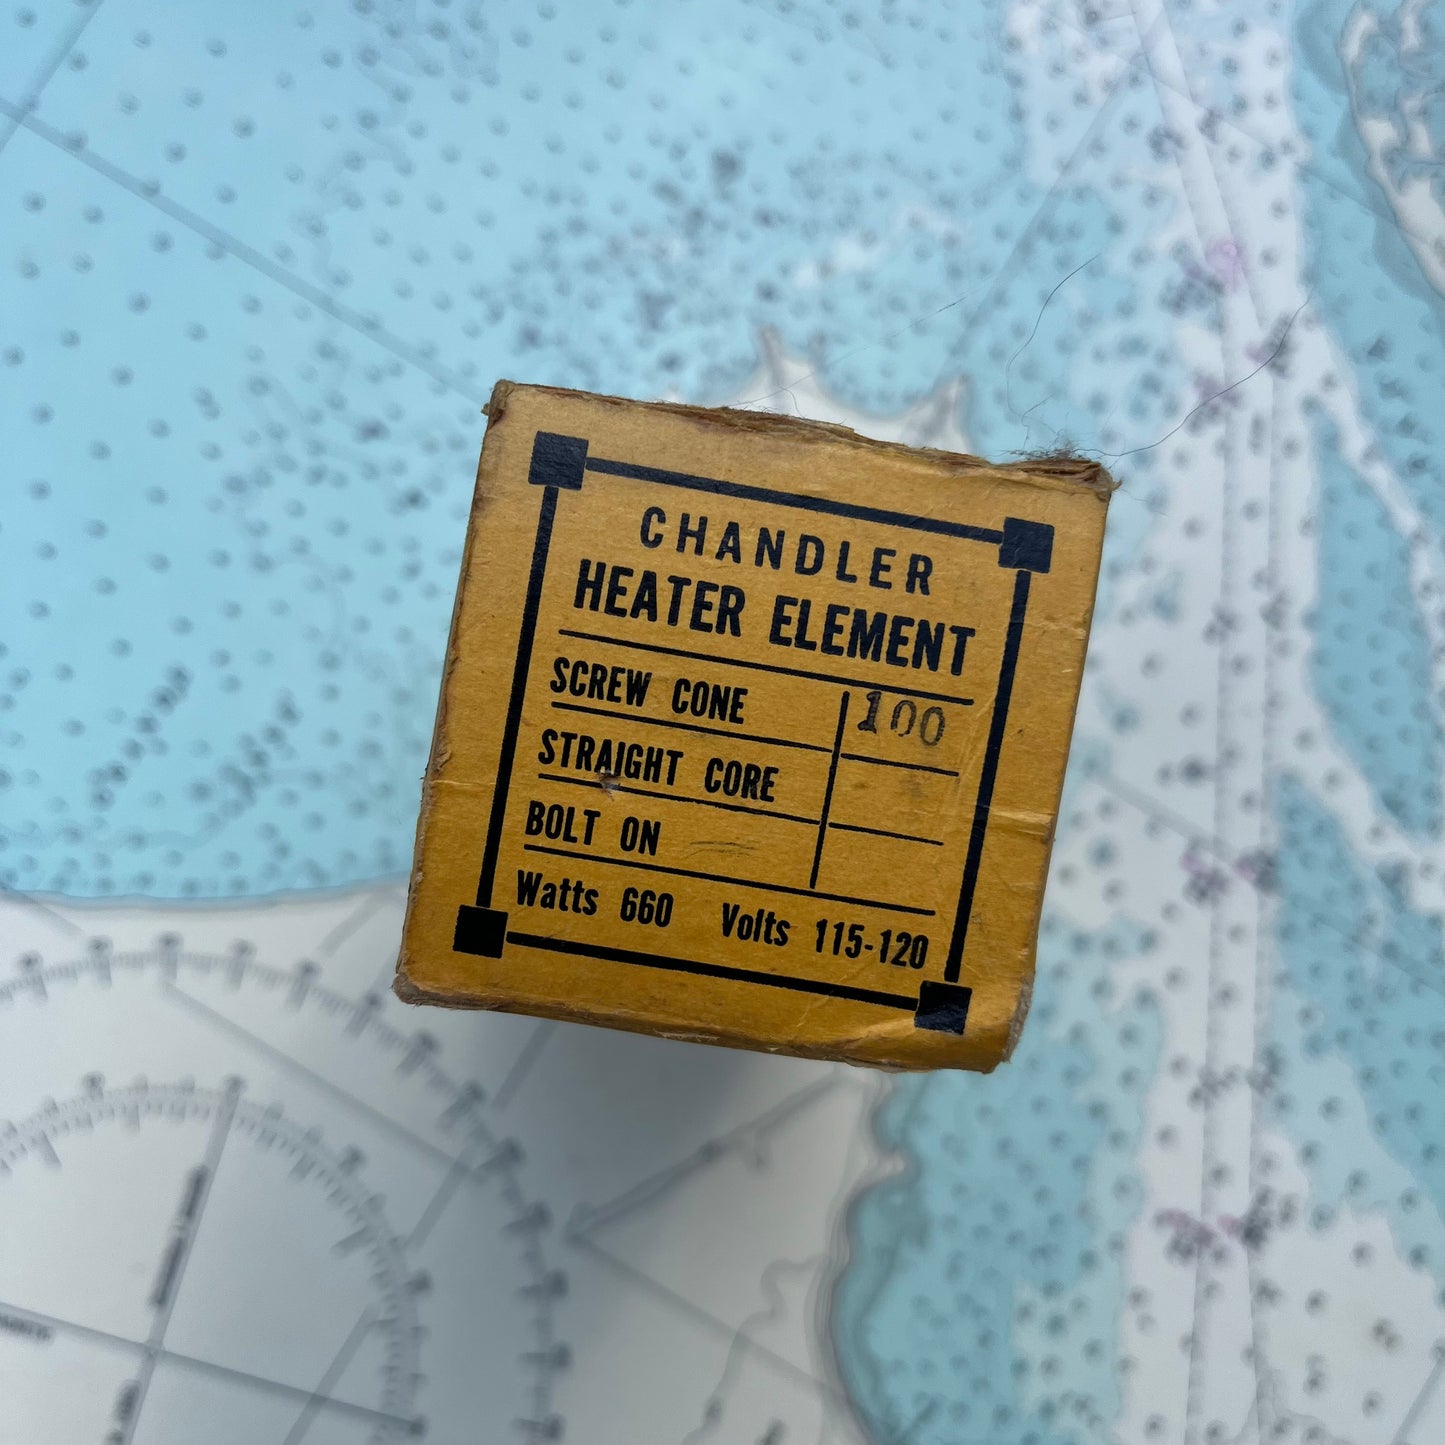 CHANDLER
HEATER ELEMENT
SCREW CONE 100
STRAIGHT CORE
BOLT ON
Watts 660 Volts 115-120